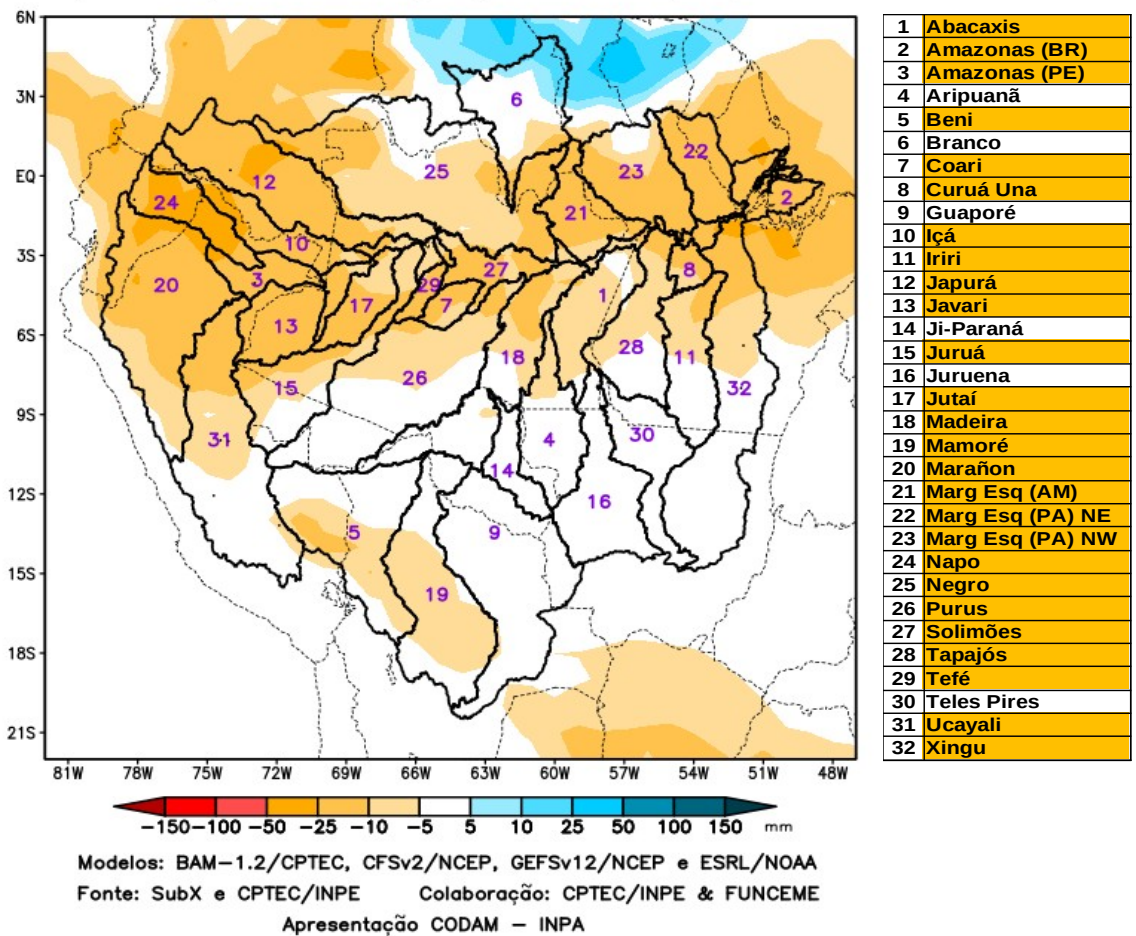 6N
3N
EQ
3S
6S
9S
12S
15S
18S
21S
6
25
12
23
22
2
24
21
10
3
27
8
20
29
7
1
17
13
28
18
11
15
26
32
31
4
30
14
16
5
9
19
81W 78W 75W 72W 69W 66W 63W 60W 57W 54W 51W 48W
−150−100 −50 −25 −10 −5 5 10 25 50 100 150 mm
Modelos: BAM−1.2/CPTEC, CFSv2/NCEP, GEFSv12/NCEP e ESRL/NOAA
Fonte: SubX e CPTEC/INPE Colaboração: CPTEC/INPE & FUNCEME
Apresentação CODAM − INPA
1 Abacaxis
2 Amazonas (BR)
3 Amazonas (PE)
4 Aripuanã
5 Beni
6 Branco
7 Coari
8 Curuá Una
9 Guaporé
10 Içá
11 Iriri
12 Japurá
13 Javari
14 Ji-Paraná
15 Juruá
16 Juruena
17 Jutaí
18 Madeira
19 Mamoré
20 Marañon
21 Marg Esq (AM)
22 Marg Esq (PA) NE
23 Marg Esq (PA) NW
24 Napo
25 Negro
26 Purus
27 Solimões
28 Tapajós
29 Tefé
30 Teles Pires
31 Ucayali
32 Xingu